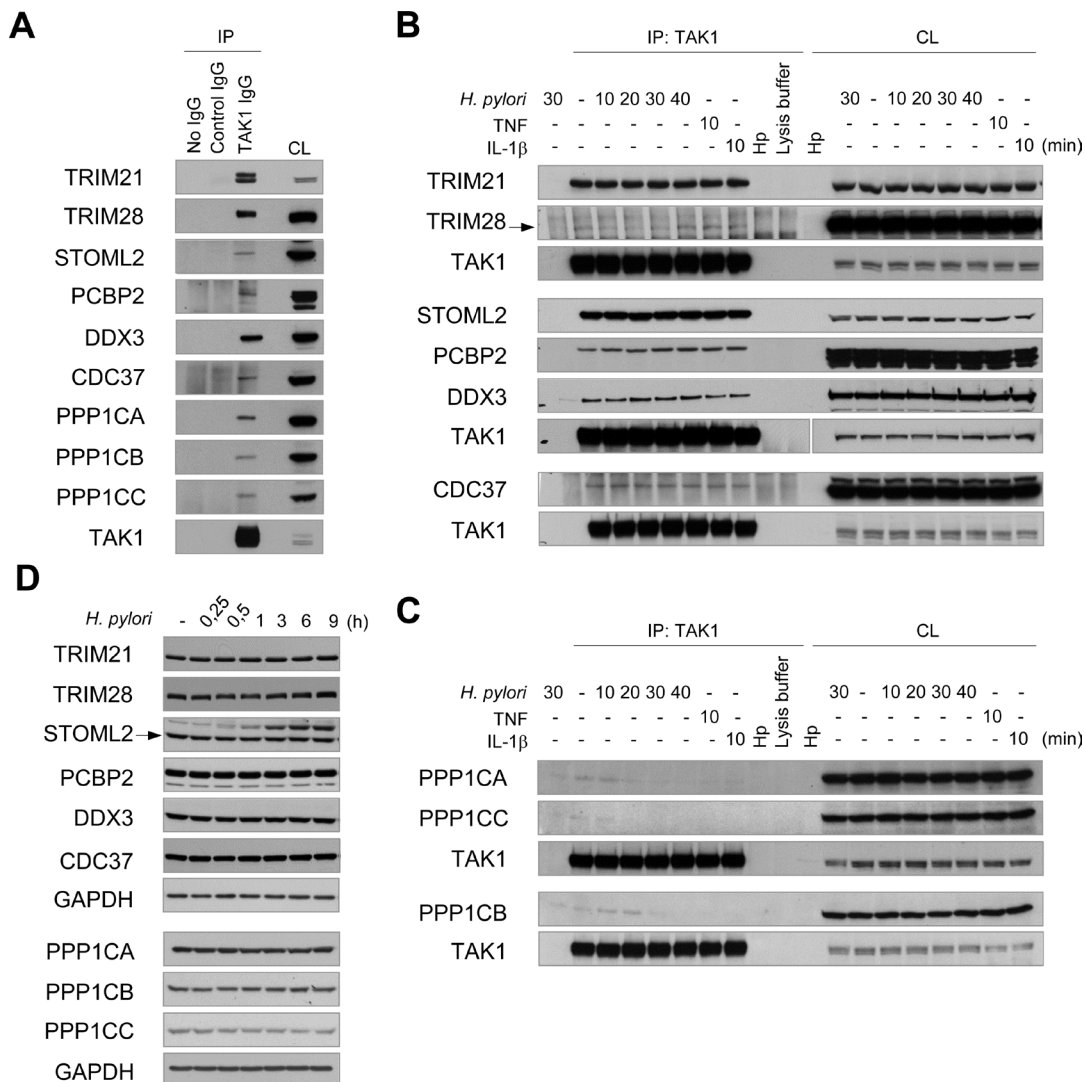 A
IP
No IgG
Control IgG
TAK1 IgG
CL
TRIM21
TRIM28
STOML2
PCBP2
DDX3
CDC37
PPP1CA
PPP1CB
PPP1CC
TAK1
B
IP: TAK1 CL
H. pylori 30 - 10 20 30 40 - - Hp Lysis buffer Hp 30 - 10 20 30 40 - -
TNF - - - - - - 10 - - - - - - - 10 -
IL-1β - - - - - - - 10 - - - - - - - 10 (min)
TRIM21
TRIM28
TAK1
STOML2
PCBP2
DDX3
TAK1
CDC37
TAK1
D
H. pylori - 0,25 0,5 1 3 6 9 (h)
TRIM21
TRIM28
STOML2
PCBP2
DDX3
CDC37
GAPDH
PPP1CA
PPP1CB
PPP1CC
GAPDH
C
IP: TAK1 CL
H. pylori 30 - 10 20 30 40 - - Hp Lysis buffer Hp 30 - 10 20 30 40 - -
TNF - - - - - - 10 - - - - - - - 10 -
IL-1β - - - - - - - 10 - - - - - - - 10 (min)
PPP1CA
PPP1CC
TAK1
PPP1CB
TAK1